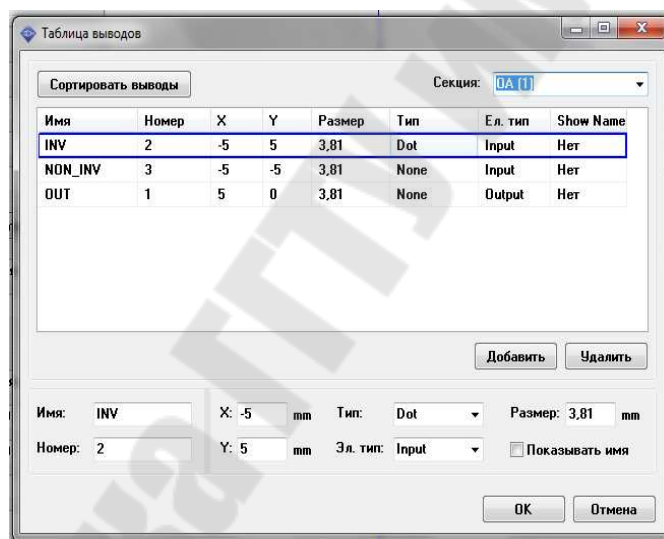 Таблица выводов
Сортировать выводы Секция: OA (1)
Имя Номер X Y Размер Тип Ел. тип Show Name
INV 2 -5 5 3,81 Dot Input Нет
NON_INV 3 -5 -5 3,81 None Input Нет
OUT 1 5 0 3,81 None Output Нет
Добавить Удалить
Имя: INV X: -5 mm Тип: Dot Размер: 3,81 mm
Номер: 2 Y: 5 mm Эл. тип: Input Показывать имя
OK Отмена